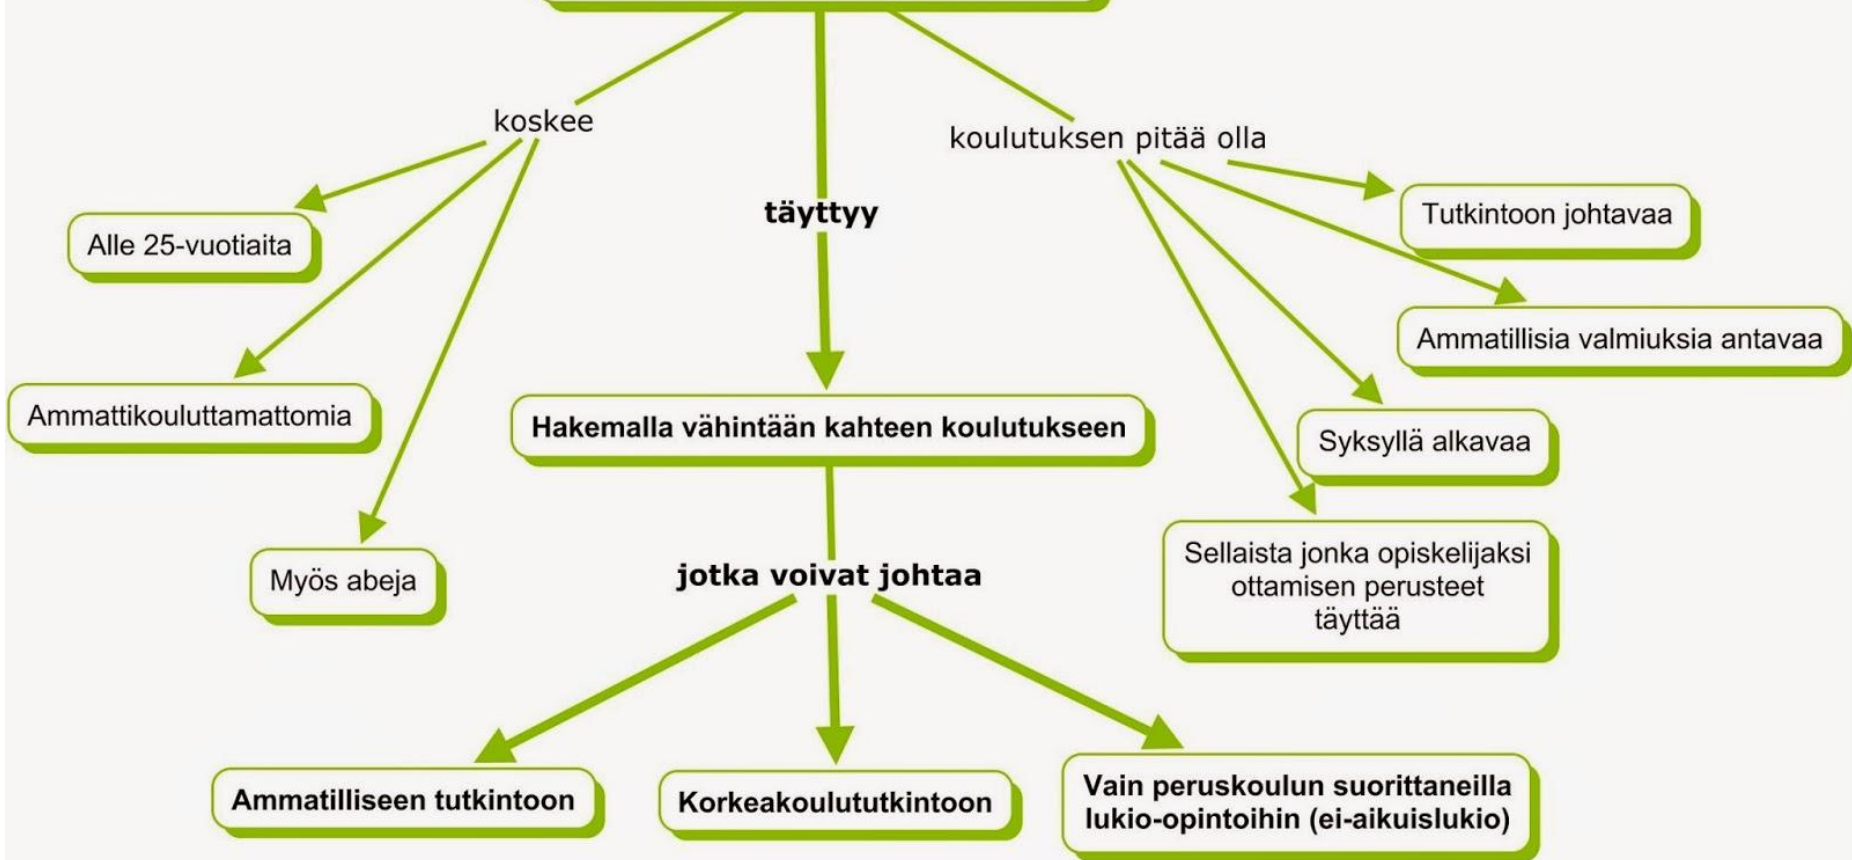 koskee
koulutuksen pitää olla
täyttyy
Alle 25-vuotiaita
Ammattikouluttamattomia
Myös abeja
Tutkintoon johtavaa
Ammatillisia valmiuksia antavaa
Syksyllä alkavaa
Sellaista jonka opiskelijaksi
ottamisen perusteet
täyttää
Hakemalla vähintään kahteen koulutukseen
jotka voivat johtaa
Ammatilliseen tutkintoon
Korkeakoulututkintoon
Vain peruskoulun suorittaneilla
lukio-opintoihin (ei-aikuislukio)